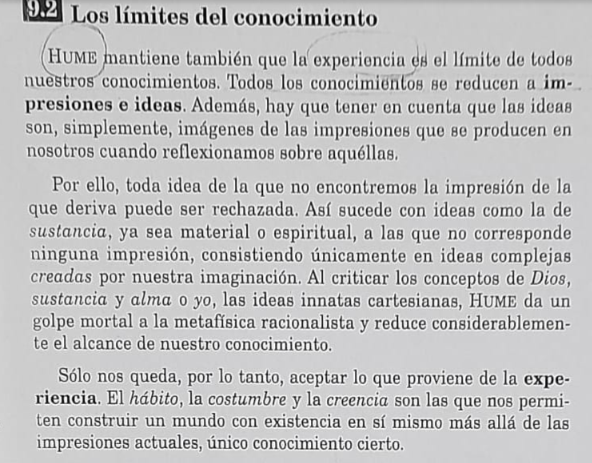 9.2 Los límites del conocimiento
HUME mantiene también que la experiencia es el límite de todos
nuestros conocimientos. Todos los conocimientos se reducen a im-
presiones e ideas. Además, hay que tener en cuenta que las ideas
son, simplemente, imágenes de las impresiones que se producen en
nosotros cuando reflexionamos sobre aquéllas.
Por ello, toda idea de la que no encontremos la impresión de la
que deriva puede ser rechazada. Así sucede con ideas como la de
sustancia, ya sea material o espiritual, a las que no corresponde
ninguna impresión, consistiendo únicamente en ideas complejas
creadas por nuestra imaginación. Al criticar los conceptos de Dios,
sustancia y alma o yo, las ideas innatas cartesianas, HUME da un
golpe mortal a la metafísica racionalista y reduce considerablemen-
te el alcance de nuestro conocimiento.
Sólo nos queda, por lo tanto, aceptar lo que proviene de la expe-
riencia. El hábito, la costumbre y la creencia son las que nos permi-
ten construir un mundo con existencia en sí mismo más allá de las
impresiones actuales, único conocimiento cierto.